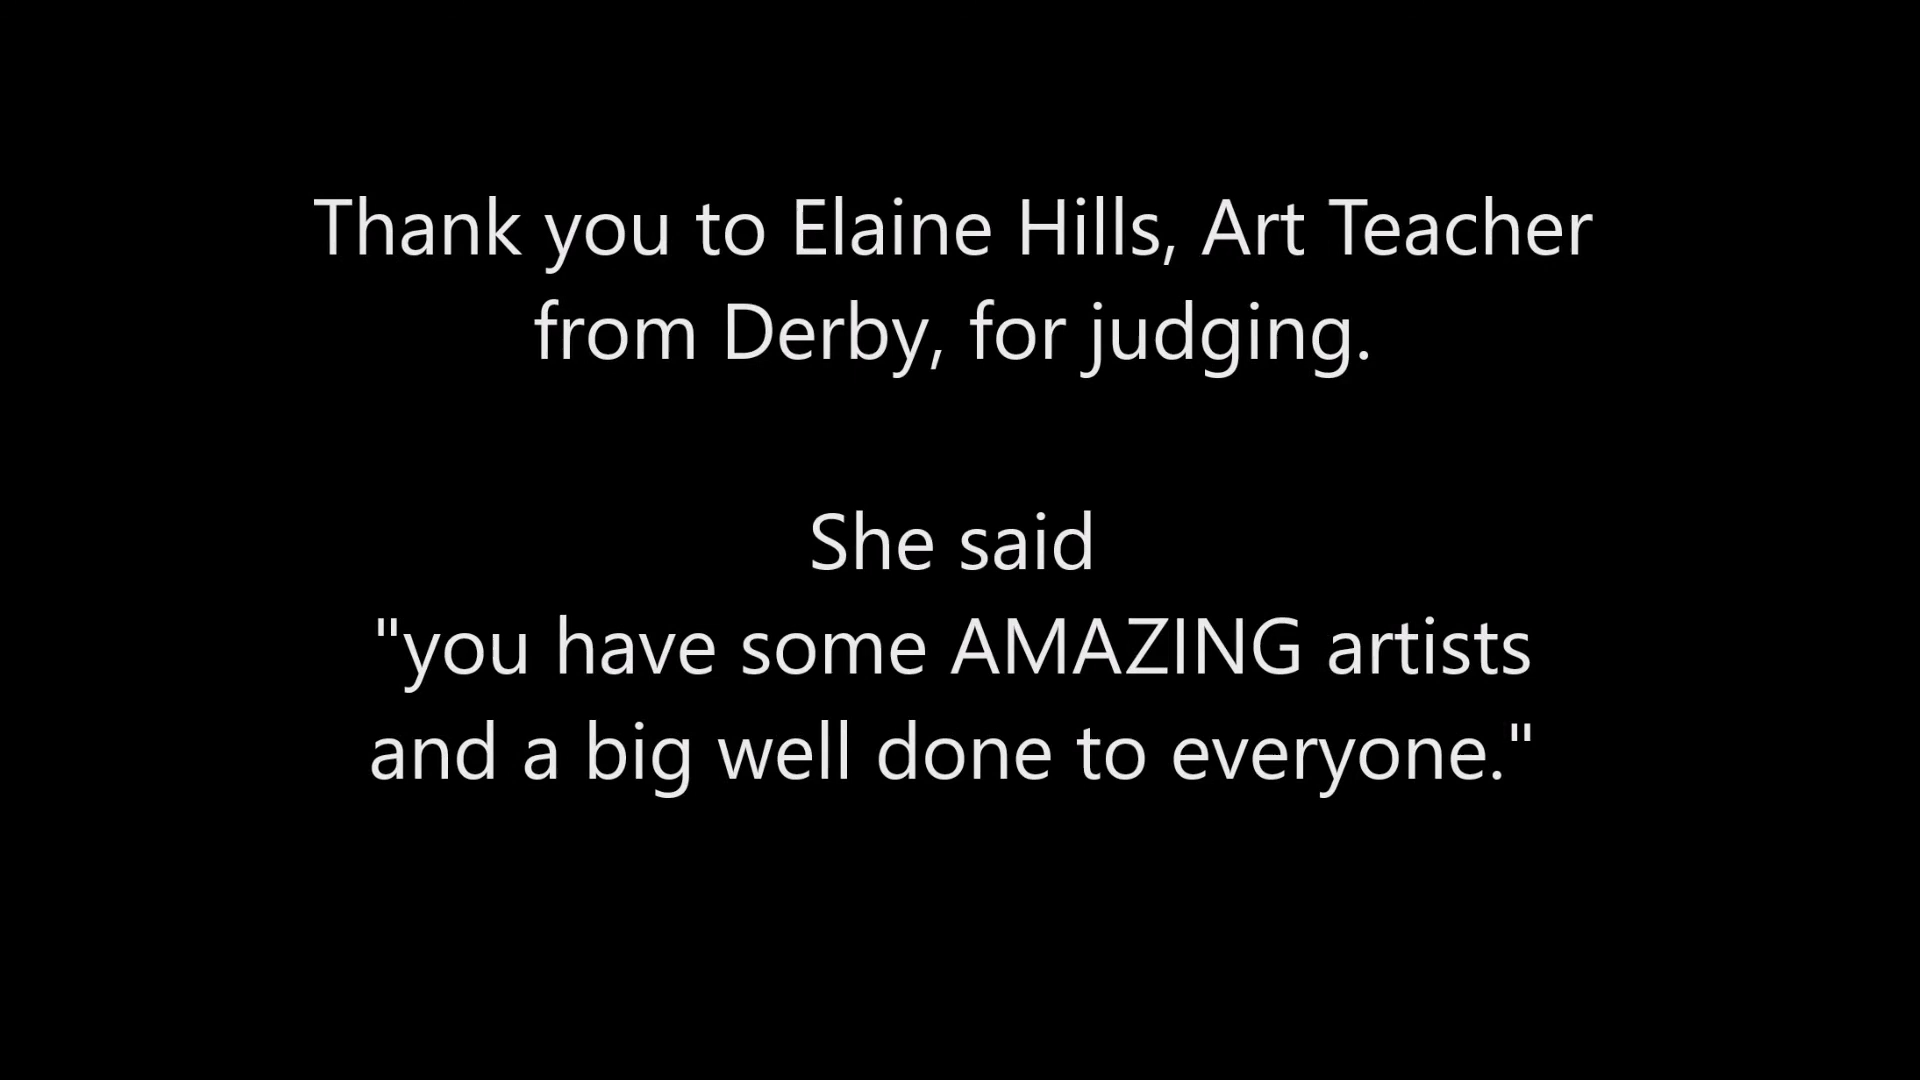 Thank you to Elaine Hills, Art Teacher
from Derby, for judging.
She said
"you have some AMAZING artists
and a big well done to everyone."